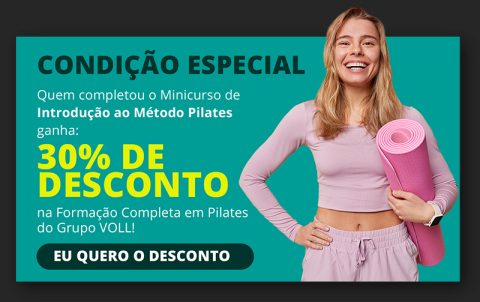 CONDIÇÃO ESPECIAL
Quem completou o Minicurso de
Introdução ao Método Pilates
ganha:
30% DE
DESCONTO
na Formação Completa em Pilates
do Grupo VOLL!
EU QUERO O DESCONTO